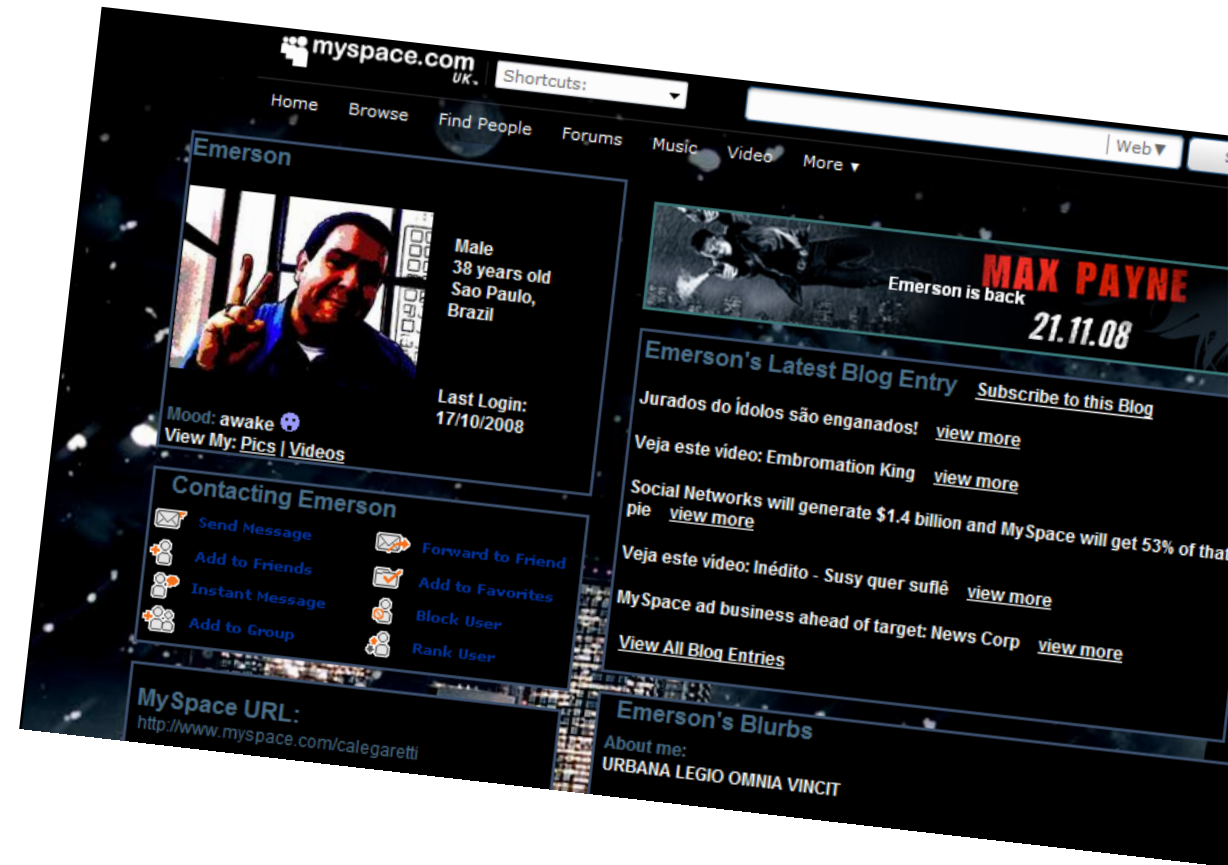 myspace.com
UK
Shortcuts:
Web
Home
Browse
Find People
Forums
Music
Video
More
Emerson
Male
38 years old
Sao Paulo,
Brazil
Last Login:
17/10/2008
Mood: awake
View My: Pics | Videos
Contacting Emerson
Send Message
Forward to Friend
Add to Friends
Add to Favorites
Instant Message
Block User
Add to Group
Rank User
MySpace URL:
http://www.myspace.com/calegaretti
MAX PAYNE
Emerson is back
21.11.08
Emerson's Latest Blog Entry Subscribe to this Blog
Jurados do Ídolos são enganados! view more
Veja este vídeo: Embromation King view more
Social Networks will generate $1.4 billion and MySpace will get 53% of that
pie view more
Veja este vídeo: Inédito - Susy quer suflê view more
MySpace ad business ahead of target: News Corp view more
View All Blog Entries
Emerson's Blurbs
About me:
URBANA LEGIO OMNIA VINCIT